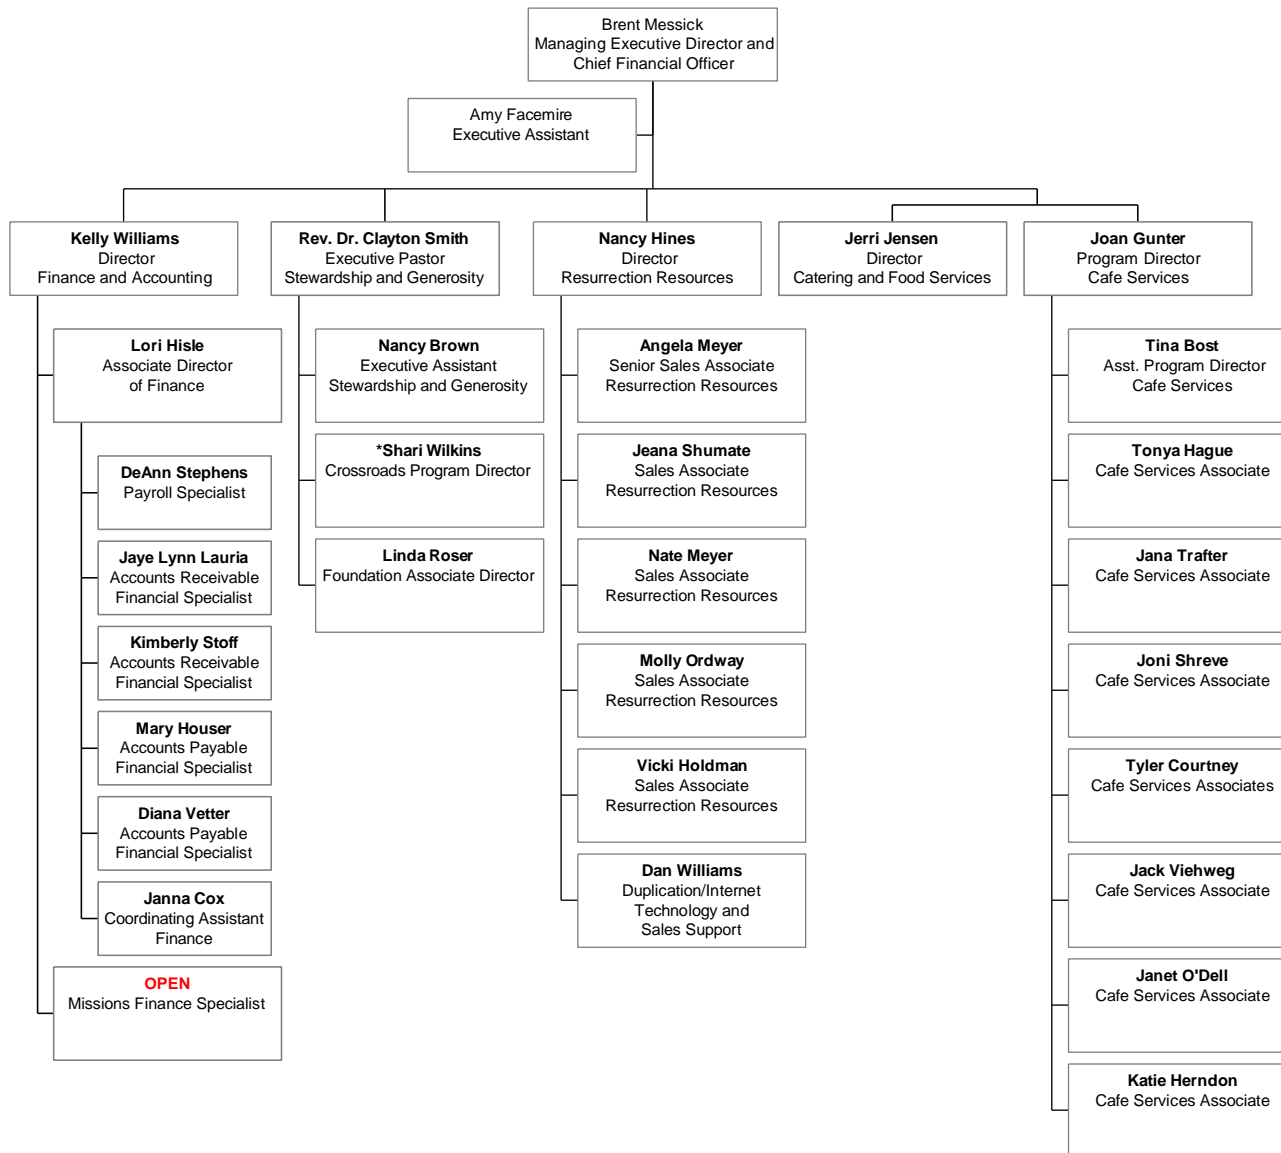 Brent Messick
Managing Executive Director and
Chief Financial Officer
Amy Facemire
Executive Assistant
Kelly Williams
Director
Finance and Accounting
Rev. Dr. Clayton Smith
Executive Pastor
Stewardship and Generosity
Nancy Hines
Director
Resurrection Resources
Jerri Jensen
Director
Catering and Food Services
Joan Gunter
Program Director
Cafe Services
Lori Hisle
Associate Director
of Finance
DeAnn Stephens
Payroll Specialist
Jaye Lynn Lauria
Accounts Receivable
Financial Specialist
Kimberly Stoff
Accounts Receivable
Financial Specialist
Mary Houser
Accounts Payable
Financial Specialist
Diana Vetter
Accounts Payable
Financial Specialist
Janna Cox
Coordinating Assistant
Finance
OPEN
Missions Finance Specialist
Nancy Brown
Executive Assistant
Stewardship and Generosity
*Shari Wilkins
Crossroads Program Director
Linda Roser
Foundation Associate Director
Angela Meyer
Senior Sales Associate
Resurrection Resources
Jeana Shumate
Sales Associate
Resurrection Resources
Nate Meyer
Sales Associate
Resurrection Resources
Molly Ordway
Sales Associate
Resurrection Resources
Vicki Holdman
Sales Associate
Resurrection Resources
Dan Williams
Duplication/Internet
Technology and
Sales Support
Tina Bost
Asst. Program Director
Cafe Services
Tonya Hague
Cafe Services Associate
Jana Trafter
Cafe Services Associate
Joni Shreve
Cafe Services Associate
Tyler Courtney
Cafe Services Associates
Jack Viehweg
Cafe Services Associate
Janet O'Dell
Cafe Services Associate
Katie Herndon
Cafe Services Associate